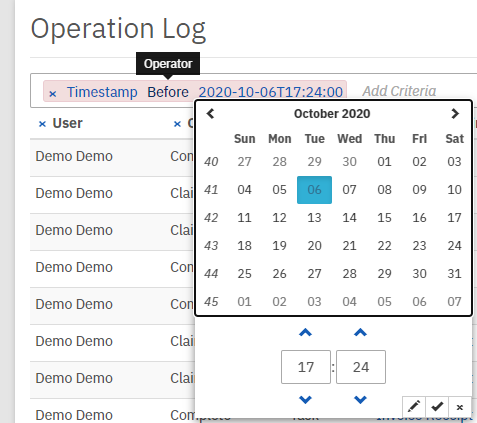 Operation Log
Operator
× Timestamp Before 2020-10-06T17:24:00 Add Criteria
× User ×
October 2020
Sun Mon Tue Wed Thu Fri Sat
40 27 28 29 30 01 02 03
41 04 05 06 07 08 09 10
42 11 12 13 14 15 16 17
43 18 19 20 21 22 23 24
44 25 26 27 28 29 30 31
45 01 02 03 04 05 06 07
Demo Demo Com
Demo Demo Clai
Demo Demo Clai
Demo Demo Com
Demo Demo Clai
Demo Demo Clai
Demo Demo Clai
Demo Demo
17 : 24
×